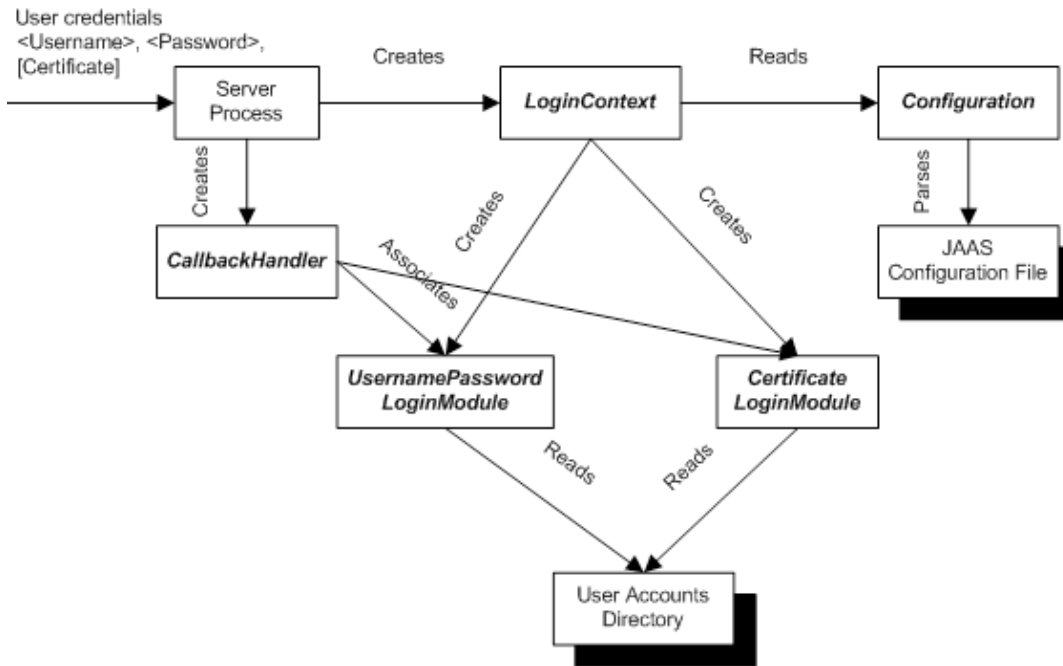 User credentials
<Username>, <Password>,
[Certificate]
Creates
Reads
Server
Process
LoginContext
Configuration
Creates
Creates
Creates
Parses
CallbackHandler
Associates
JAAS
Configuration File
UsernamePassword
LoginModule
Certificate
LoginModule
Reads
Reads
User Accounts
Directory